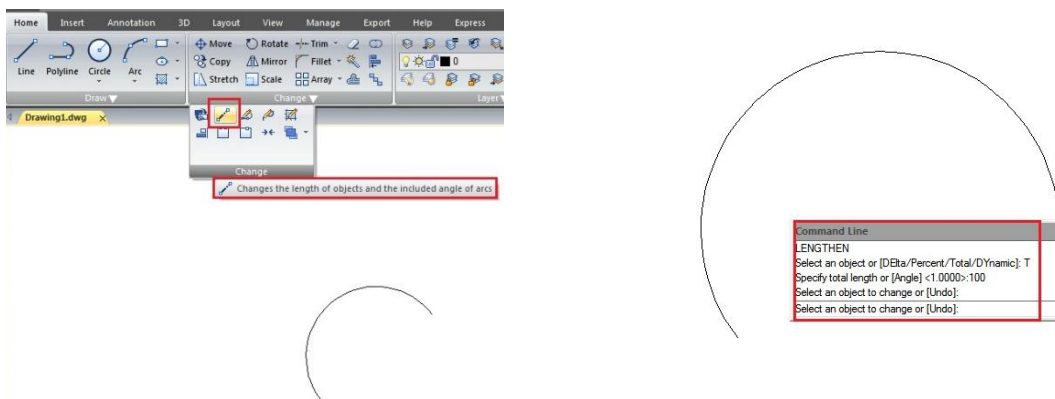 Home Insert Annotation 3D Layout View Manage Export Help Express
Line Polyline Circle Arc
Move Rotate Trim
Copy Mirror Fillet
Stretch Scale Array
0
Draw Change Layer
Drawing1.dwg
Change
Changes the length of objects and the included angle of arcs
Command Line
LENGTHEN
Select an object or [DElta/Percent/Total/DYnamic]: T
Specify total length or [Angle] <1.0000>:100
Select an object to change or [Undo]:
Select an object to change or [Undo]: